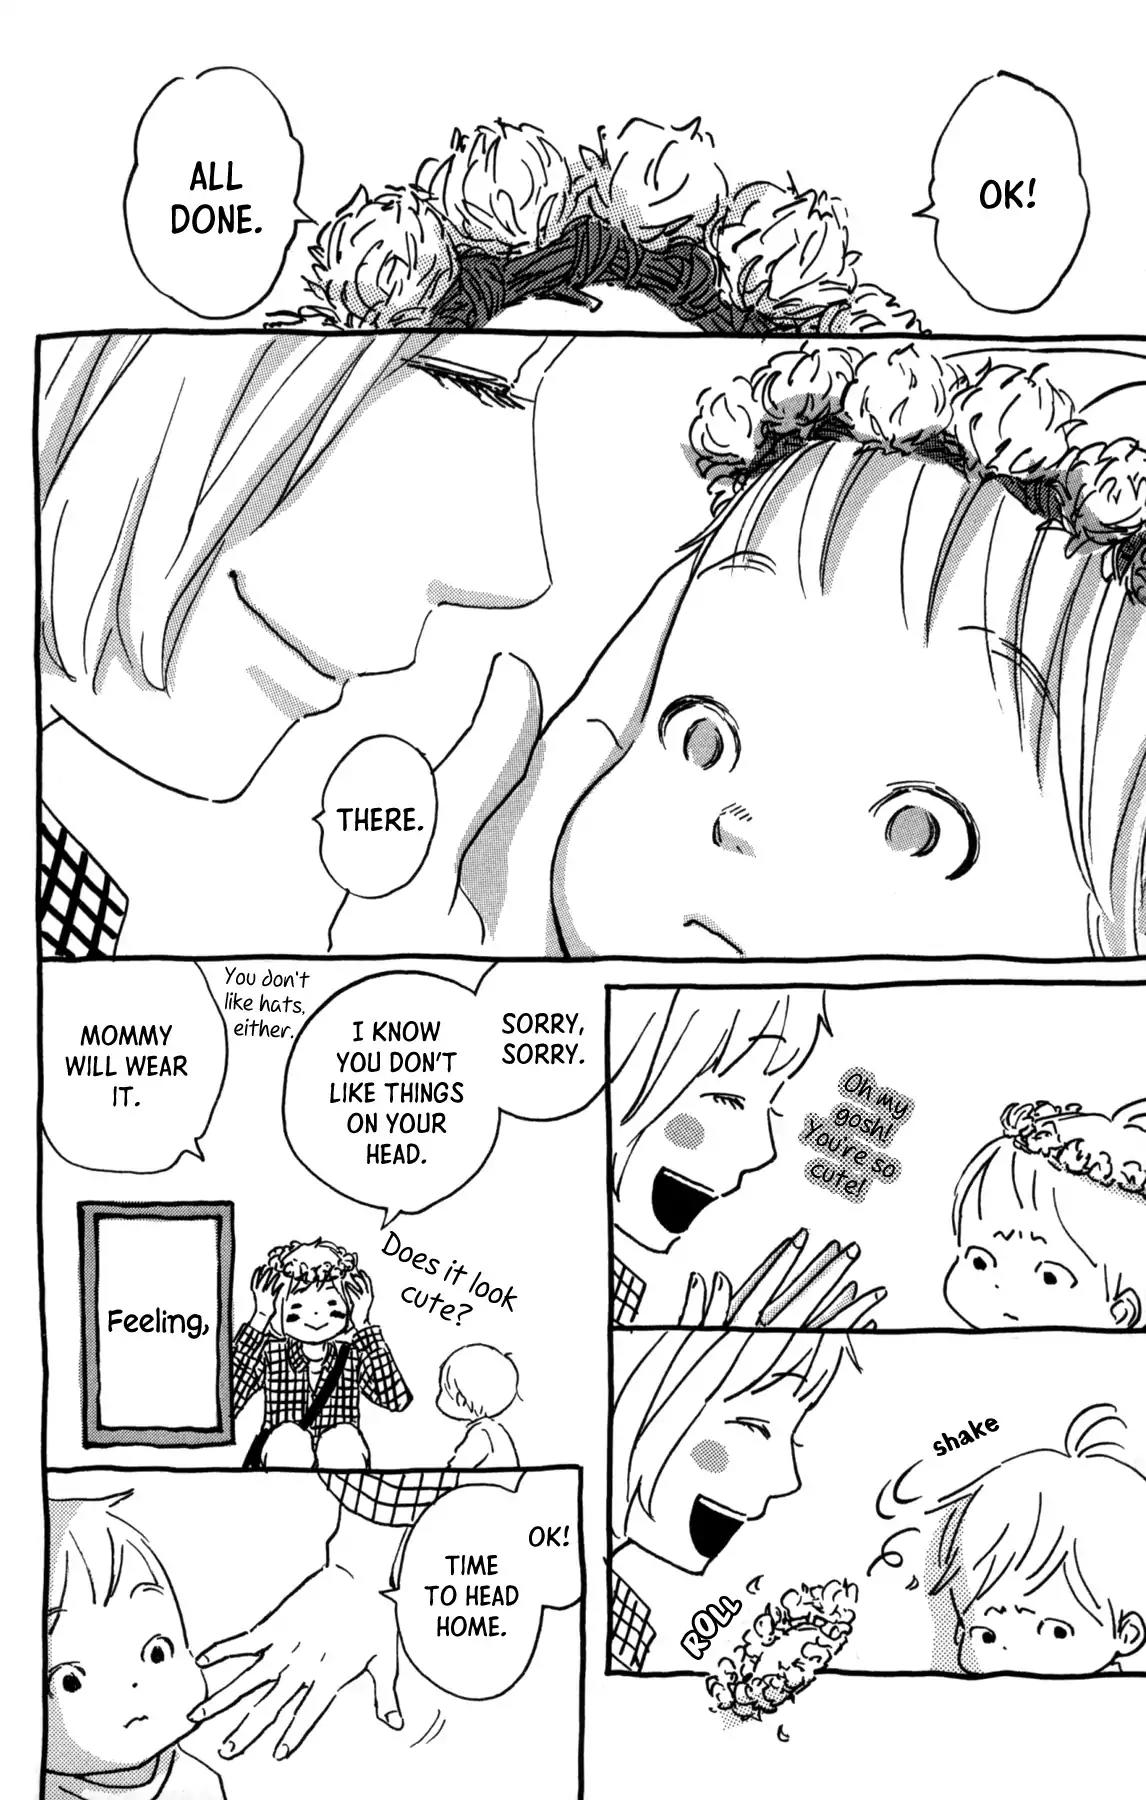 OK!
ALL
DONE.
THERE.
Oh my
gosh!
You're so
cute!
shake
ROLL
SORRY,
SORRY.
I KNOW
YOU DON'T
LIKE THINGS
ON YOUR
HEAD.
You don't
like hats,
either.
MOMMY
WILL WEAR
IT.
Does it look
cute?
Feeling,
OK!
TIME
TO HEAD
HOME.